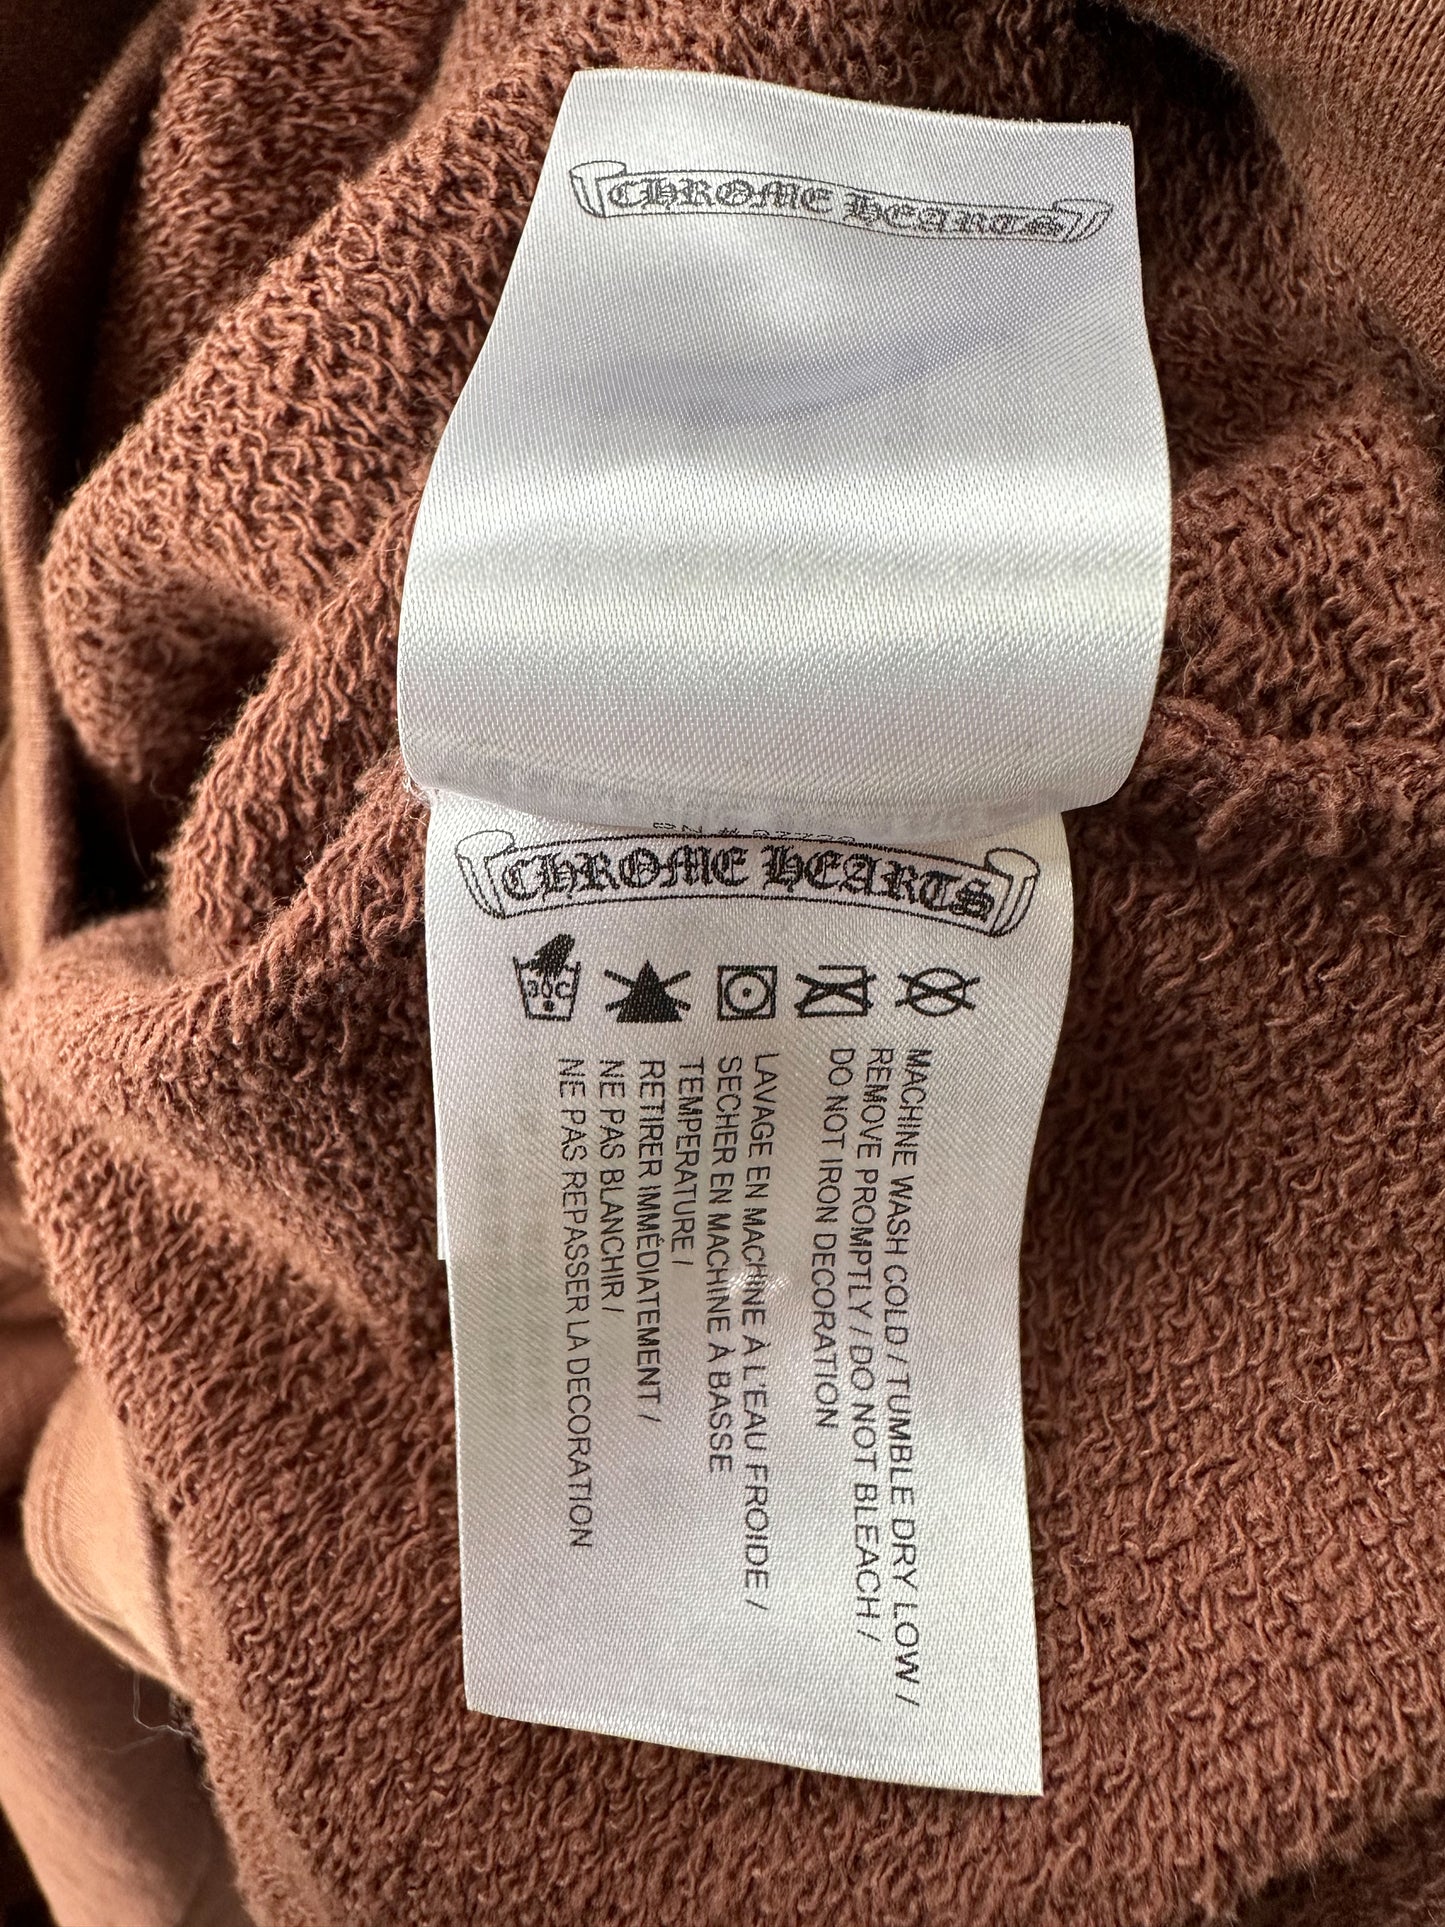 CHROME HEARTS
CHROME HEARTS
30C
MACHINE WASH COLD / TUMBLE DRY LOW /
REMOVE PROMPTLY / DO NOT BLEACH /
DO NOT IRON DECORATION
LAVAGE EN MACHINE À L'EAU FROIDE /
SECHER EN MACHINE À BASSE
TEMPERATURE /
RETIRER IMMÉDIATEMENT /
NE PAS BLANCHIR /
NE PAS REPASSER LA DECORATION